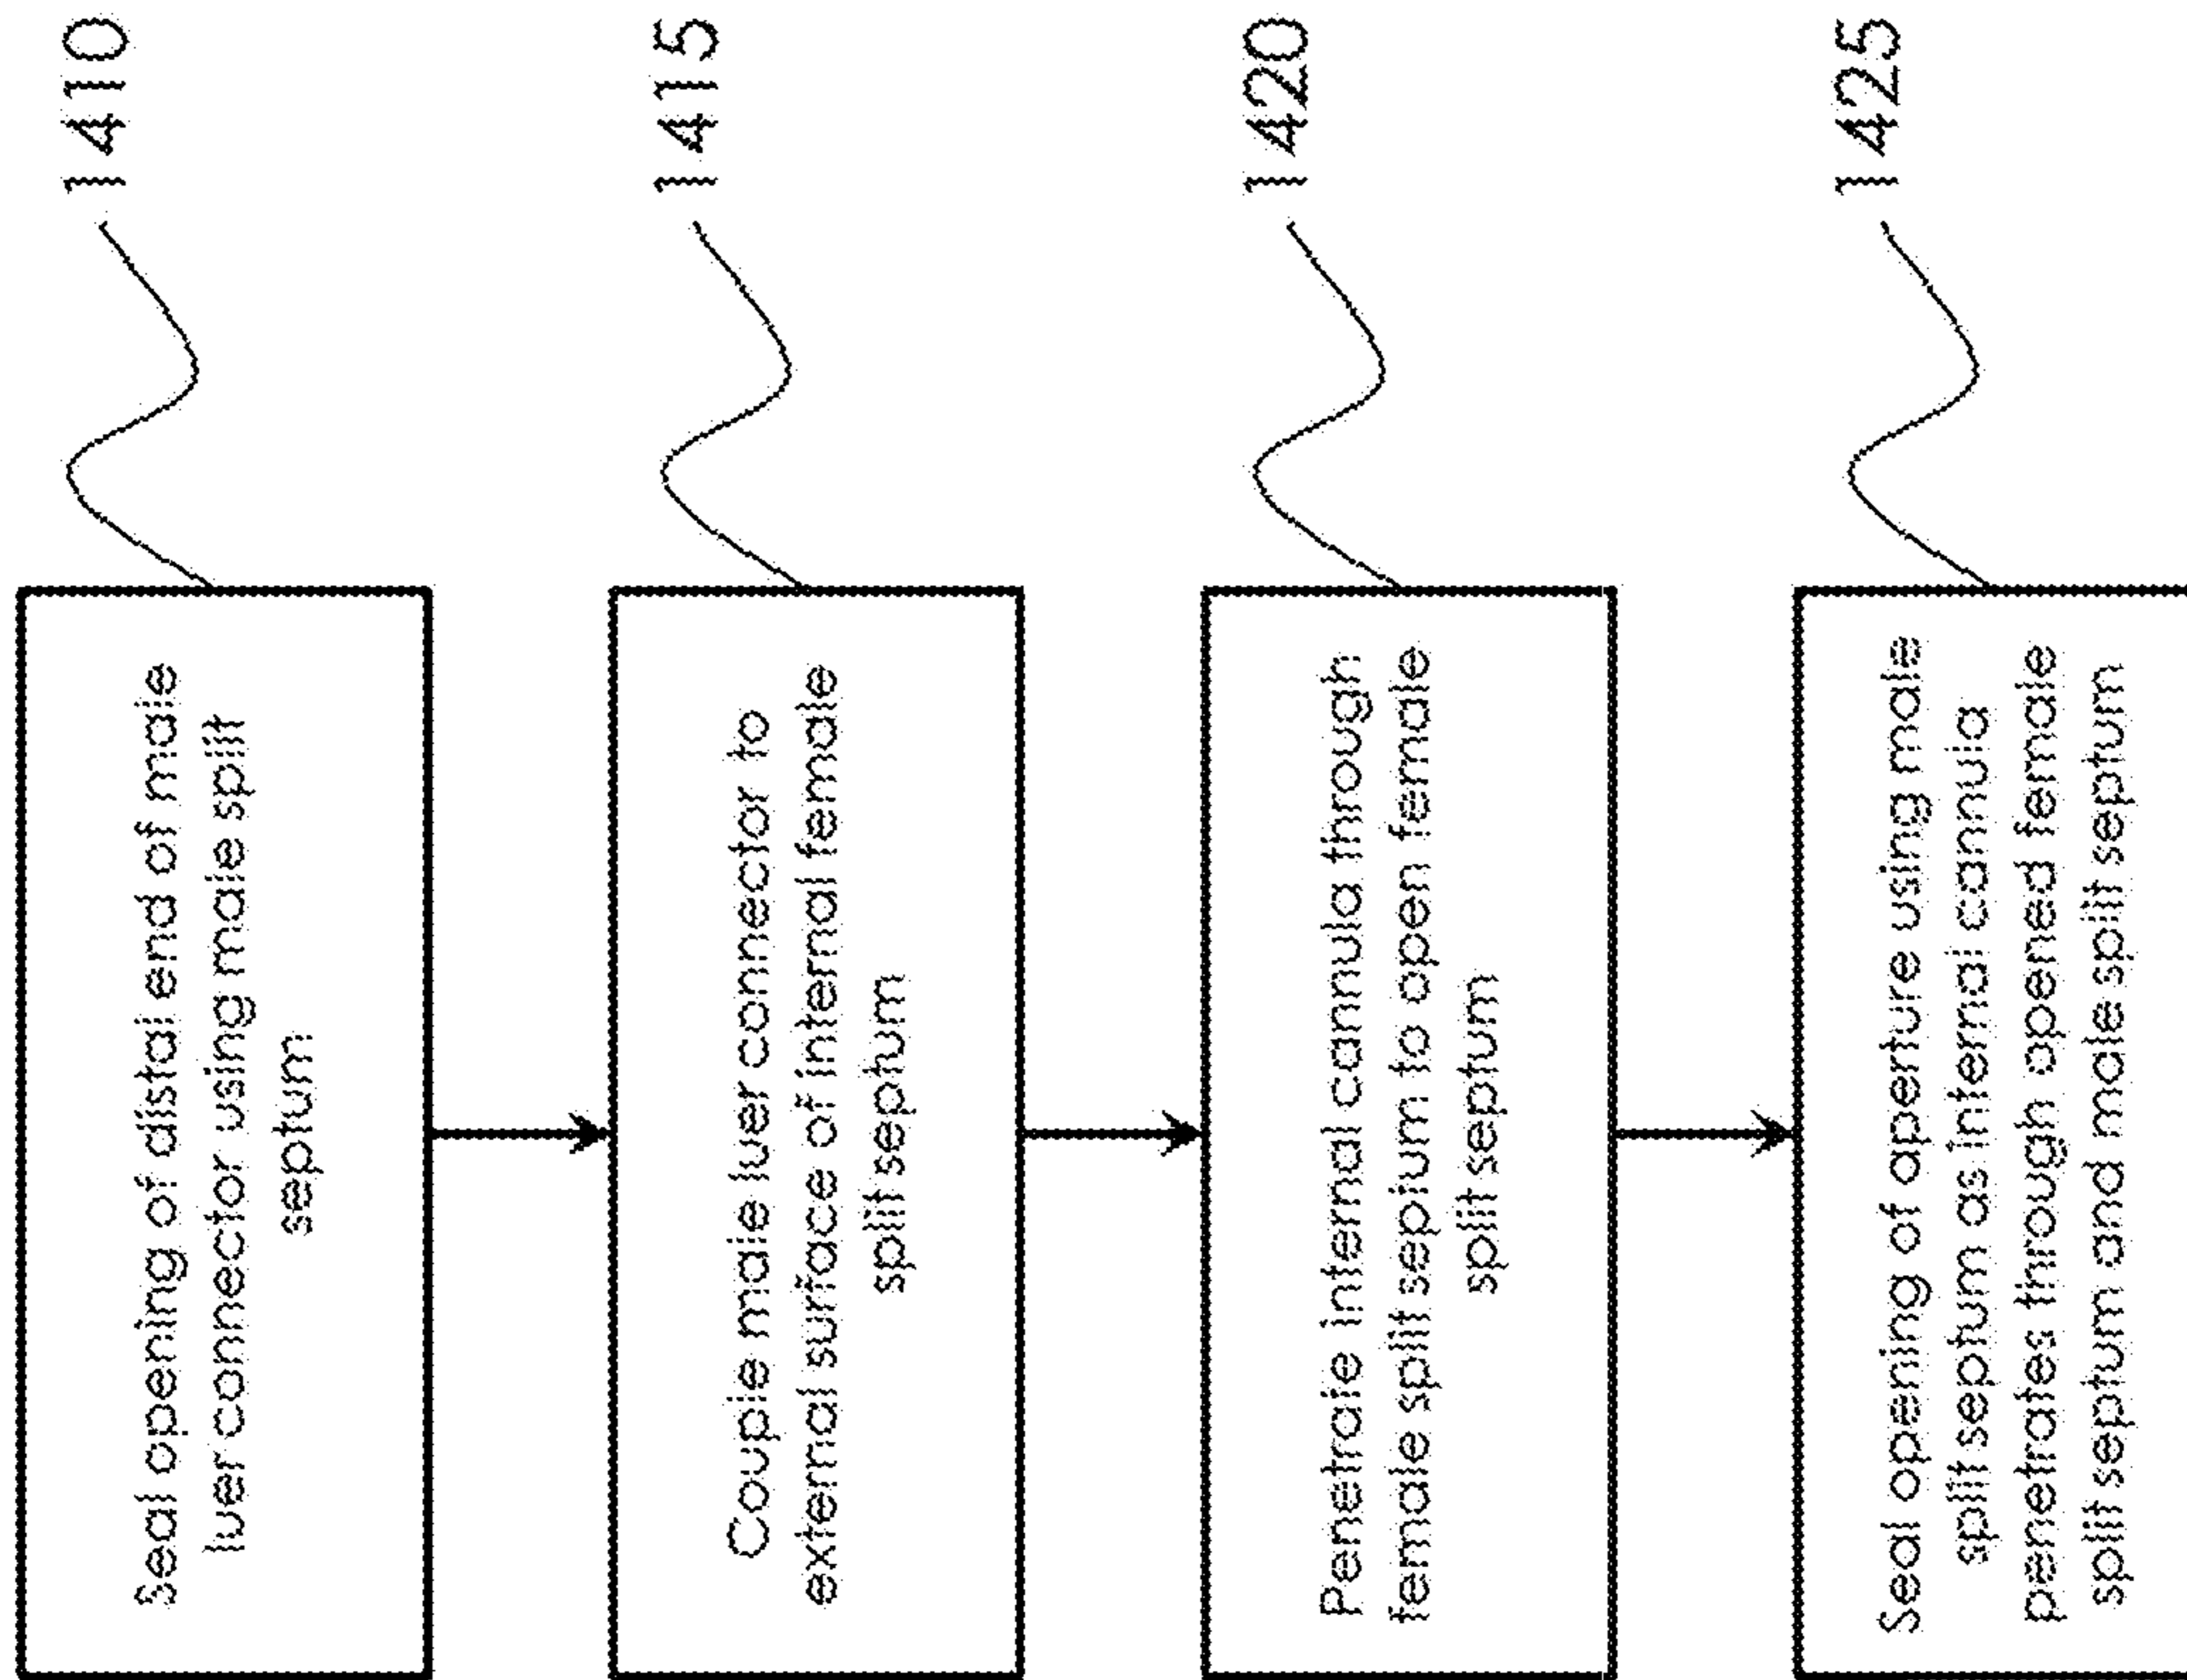 Seal opening of distal end of male
luer connector using male split
septum
1410
Couple male luer connector to
external surface of internal female
split septum
1415
Penetrate internal cannula through
female split septum to open female
split septum
1420
Seal opening of aperture using male
split septum as internal cannula
penetrates through opened female
split septum and male split septum
1425